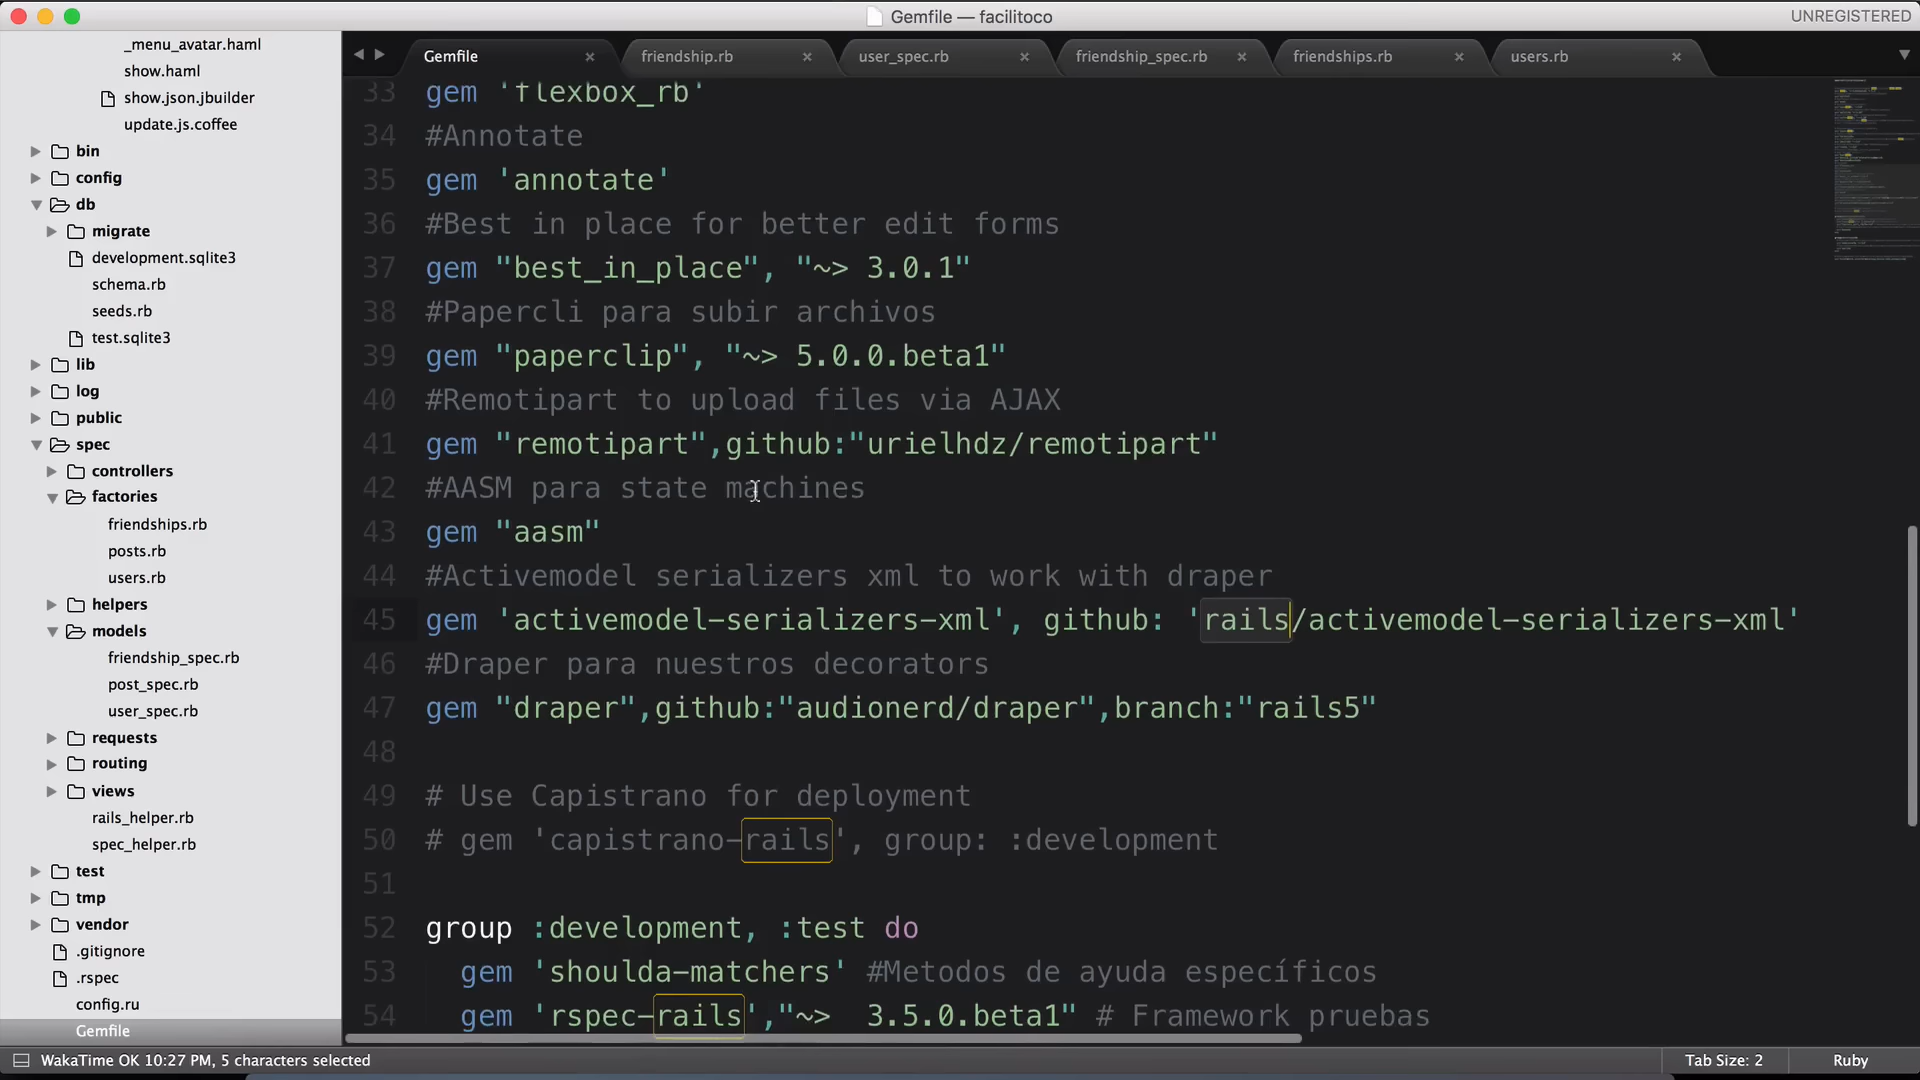 Gemfile — facilitoco
UNREGISTERED
_menu_avatar.haml
show.haml
show.json.jbuilder
update.js.coffee
bin
config
db
migrate
development.sqlite3
schema.rb
seeds.rb
test.sqlite3
lib
log
public
spec
controllers
factories
friendships.rb
posts.rb
users.rb
helpers
models
friendship_spec.rb
post_spec.rb
user_spec.rb
requests
routing
views
rails_helper.rb
spec_helper.rb
test
tmp
vendor
.gitignore
.rspec
config.ru
Gemfile
Gemfile
friendship.rb
user_spec.rb
friendship_spec.rb
friendships.rb
users.rb
33 gem 'flexbox_rb'
34 #Annotate
35 gem 'annotate'
36 #Best in place for better edit forms
37 gem "best_in_place", "~> 3.0.1"
38 #Papercli para subir archivos
39 gem "paperclip", "~> 5.0.0.beta1"
40 #Remotipart to upload files via AJAX
41 gem "remotipart",github:"urielhdz/remotipart"
42 #AASM para state machines
43 gem "aasm"
44 #Activemodel serializers xml to work with draper
45 gem 'activemodel-serializers-xml', github: 'rails/activemodel-serializers-xml'
46 #Draper para nuestros decorators
47 gem "draper",github:"audionerd/draper",branch:"rails5"
48
49 # Use Capistrano for deployment
50 # gem 'capistrano-rails', group: :development
51
52 group :development, :test do
53 gem 'shoulda-matchers' #Metodos de ayuda específicos
54 gem 'rspec-rails',"~> 3.5.0.beta1" # Framework pruebas
WakaTime OK 10:27 PM, 5 characters selected
Tab Size: 2
Ruby